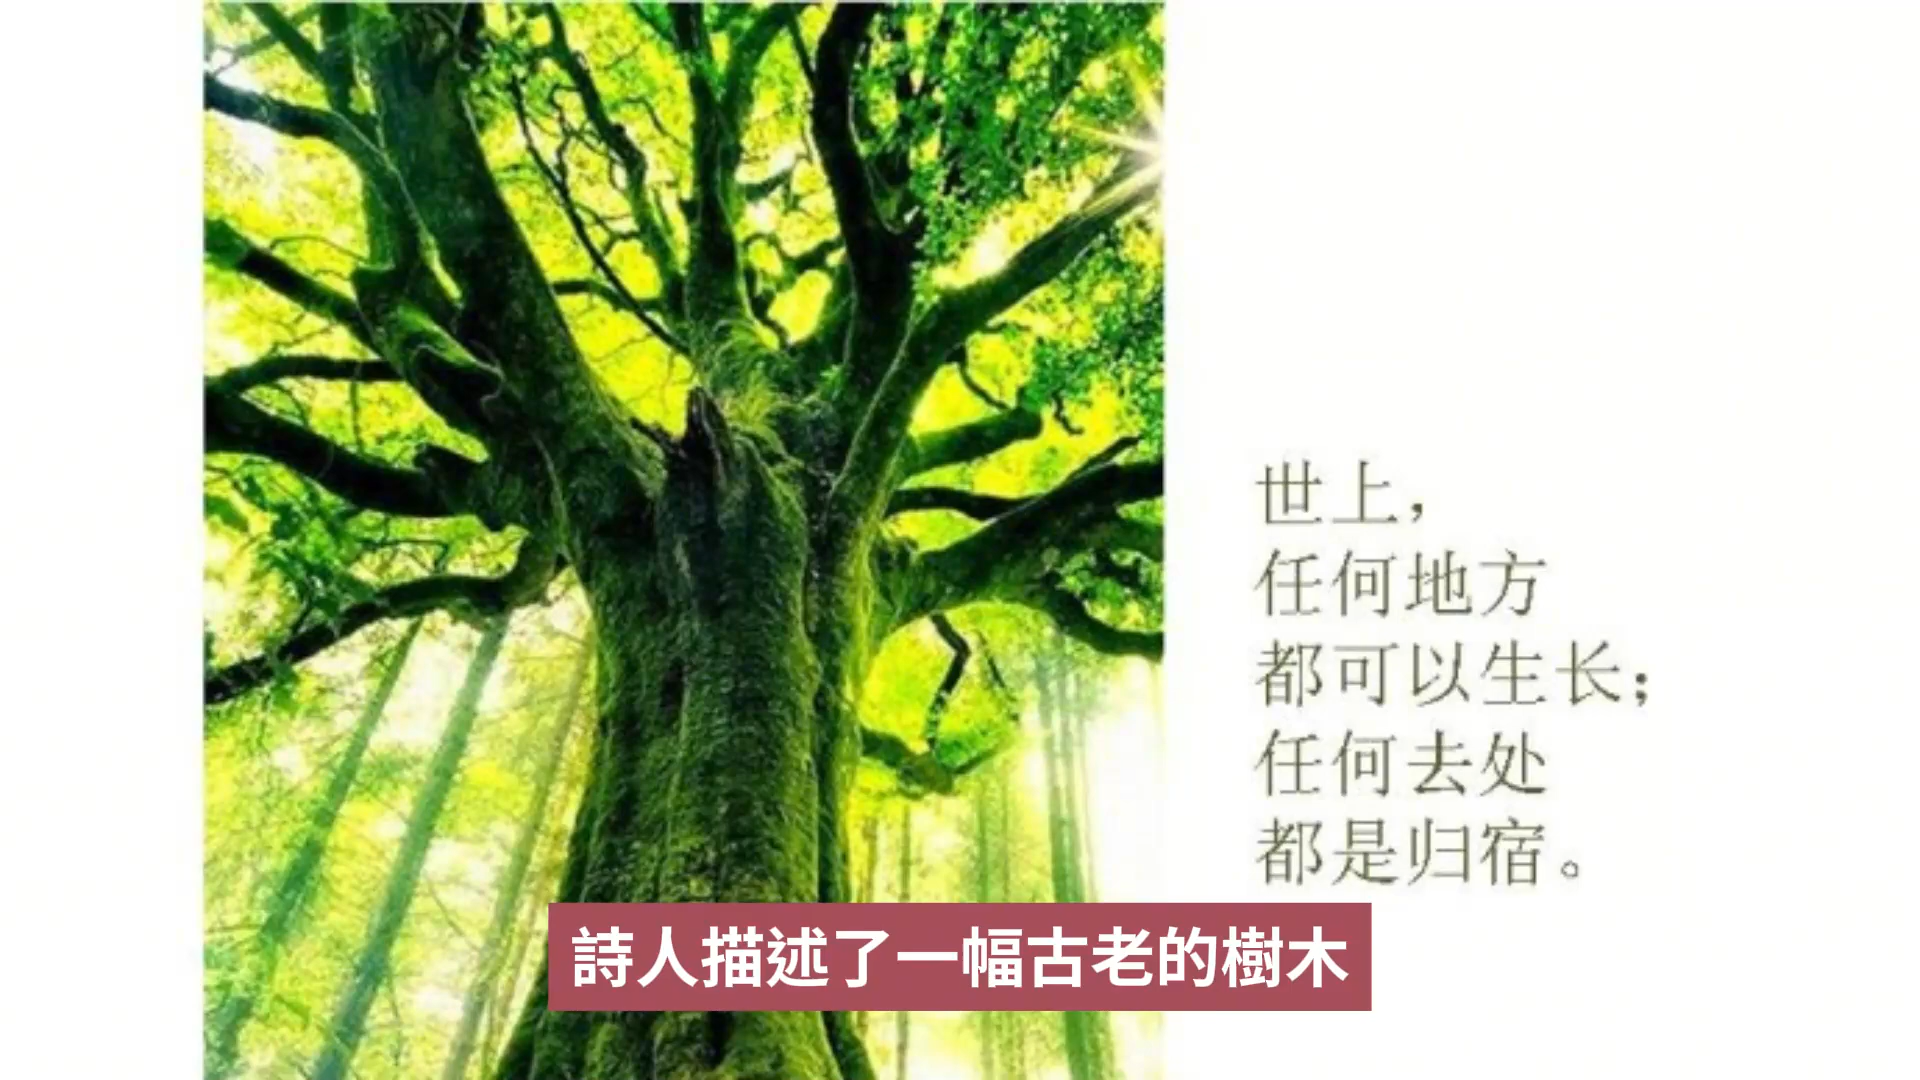 世上，
任何地方
都可以生长；
任何去处
都是归宿。
詩人描述了一幅古老的樹木